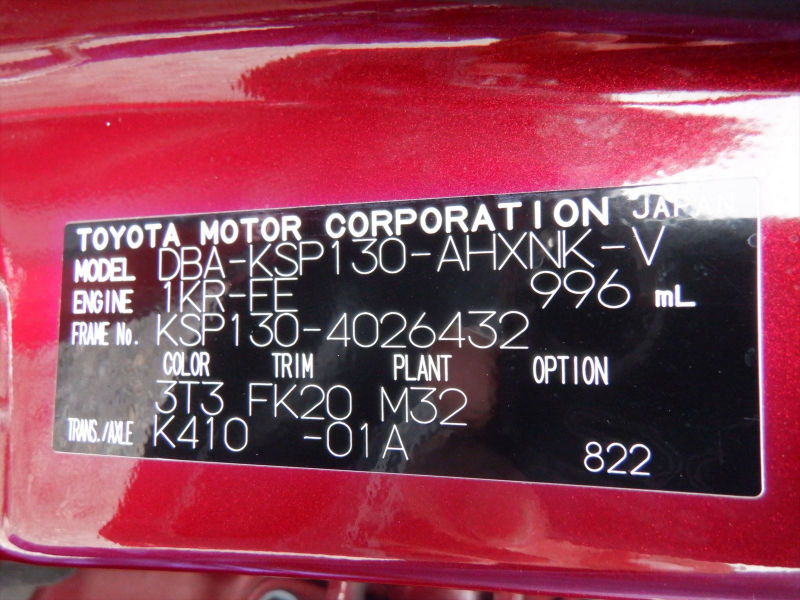 TOYOTA MOTOR CORPORATION JAPAN
MODEL DBA-KSP130-AHXNK-V
ENGINE 1KR-FE 996 mL
FRAME No. KSP130-4026432
COLOR TRIM PLANT OPTION
3T3 FK20 M32
TRANS./AXLE K410 -01A
822